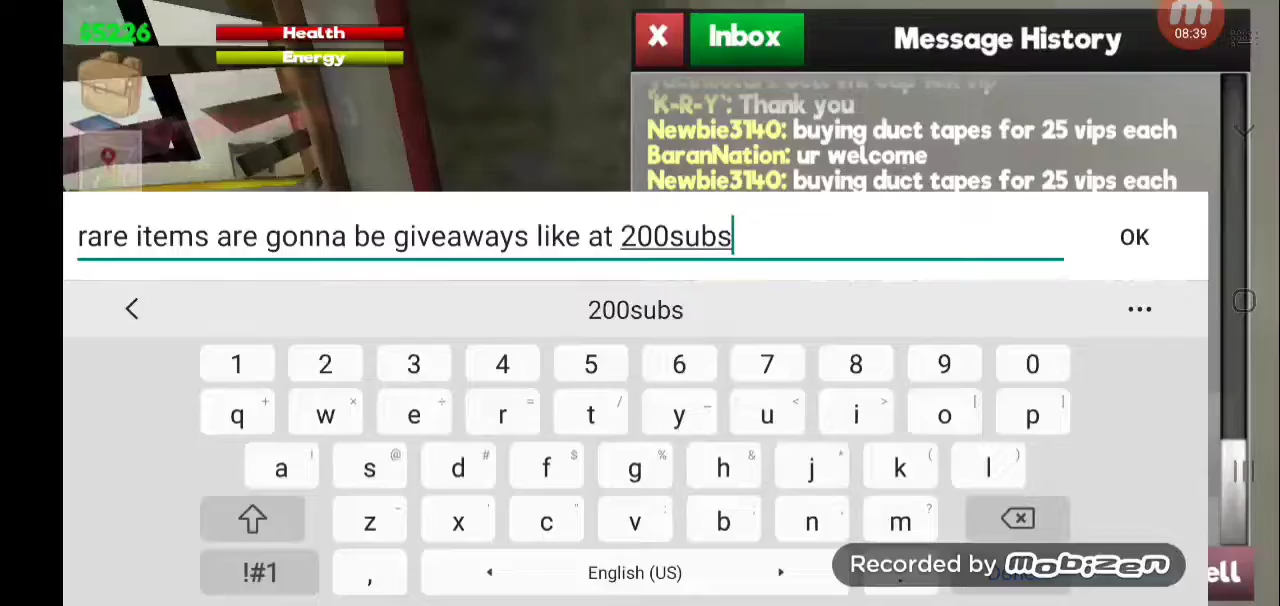 $5226
Health
Energy
X
Inbox
Message History
08:39
"K-R-Y": Thank you
Newbie3140: buying duct tapes for 25 vips each
BaranNation: ur welcome
Newbie3140: buying duct tapes for 25 vips each
rare items are gonna be giveaways like at 200subs
OK
200subs
1 2 3 4 5 6 7 8 9 0
q w e r t y u i o p
a s d f g h j k l
z x c v b n m
!#1 , English (US) .
Recorded by mobizen
ell